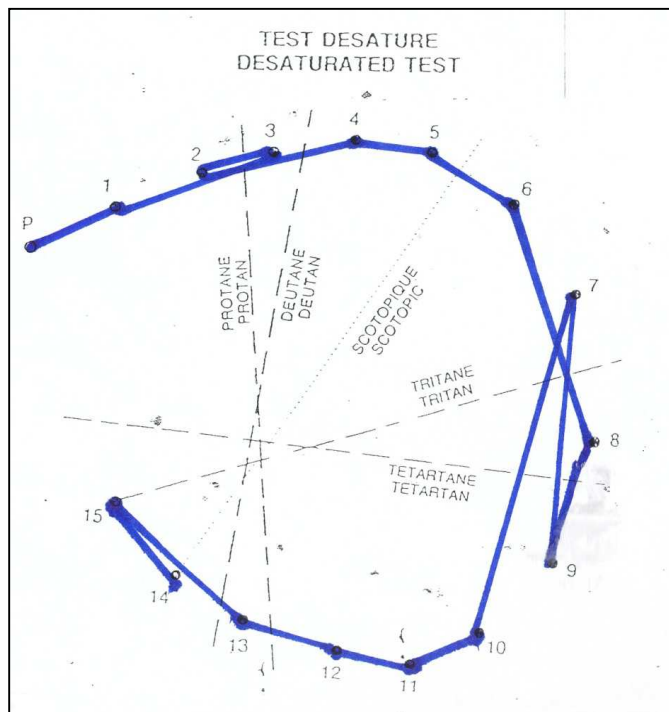 TEST DESATURE
DESATURATED TEST
4
3
5
2
1
6
P
7
PROTANE
PROTAN
DEUTANE
DEUTAN
SCOTOPIQUE
SCOTOPIC
TRITANE
TRITAN
8
TETARTANE
TETARTAN
15
9
14
13
10
12
11